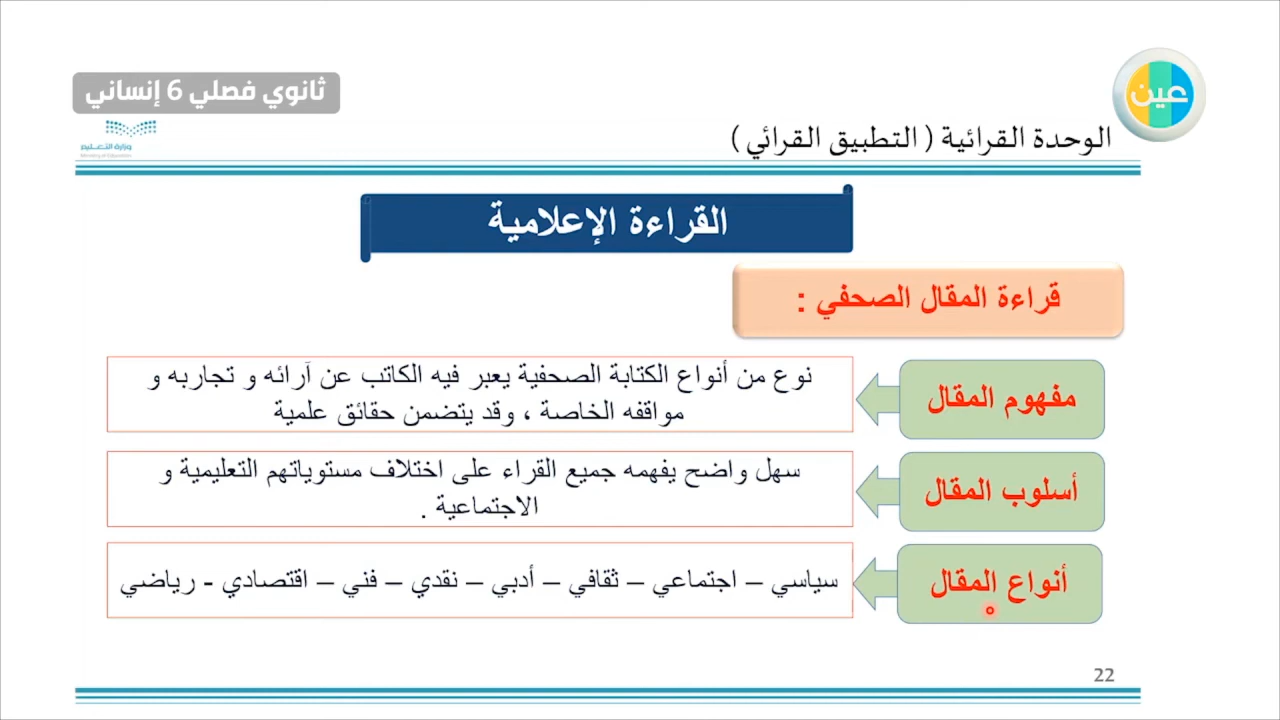 ثانوي فصلي 6 إنساني
عين
وزارة التعليم
Ministry of Education
الوحدة القرائية ( التطبيق القرائي )
القراءة الإعلامية
قراءة المقال الصحفي :
مفهوم المقال
نوع من أنواع الكتابة الصحفية يعبر فيه الكاتب عن آرائه و تجاربه و
مواقفه الخاصة ، وقد يتضمن حقائق علمية
أسلوب المقال
سهل واضح يفهمه جميع القراء على اختلاف مستوياتهم التعليمية و
الاجتماعية .
أنواع المقال
سياسي – اجتماعي – ثقافي – أدبي – نقدي – فني – اقتصادي - رياضي
22